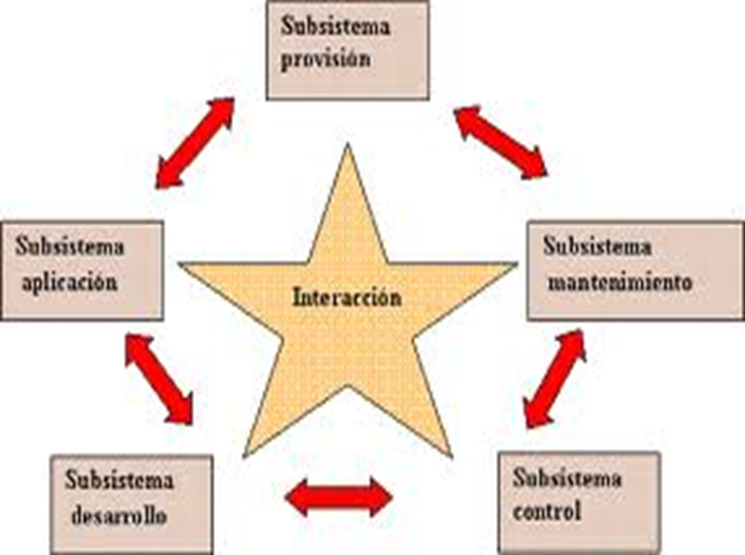 Subsistema
provisión
Subsistema
aplicación
Interacción
Subsistema
mantenimiento
Subsistema
desarrollo
Subsistema
control